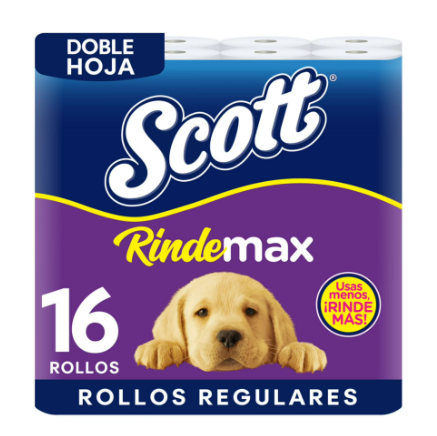 DOBLE
HOJA
Scott®
Rindemax
16
ROLLOS
Usas
menos,
¡RINDE
MÁS!
ROLLOS REGULARES